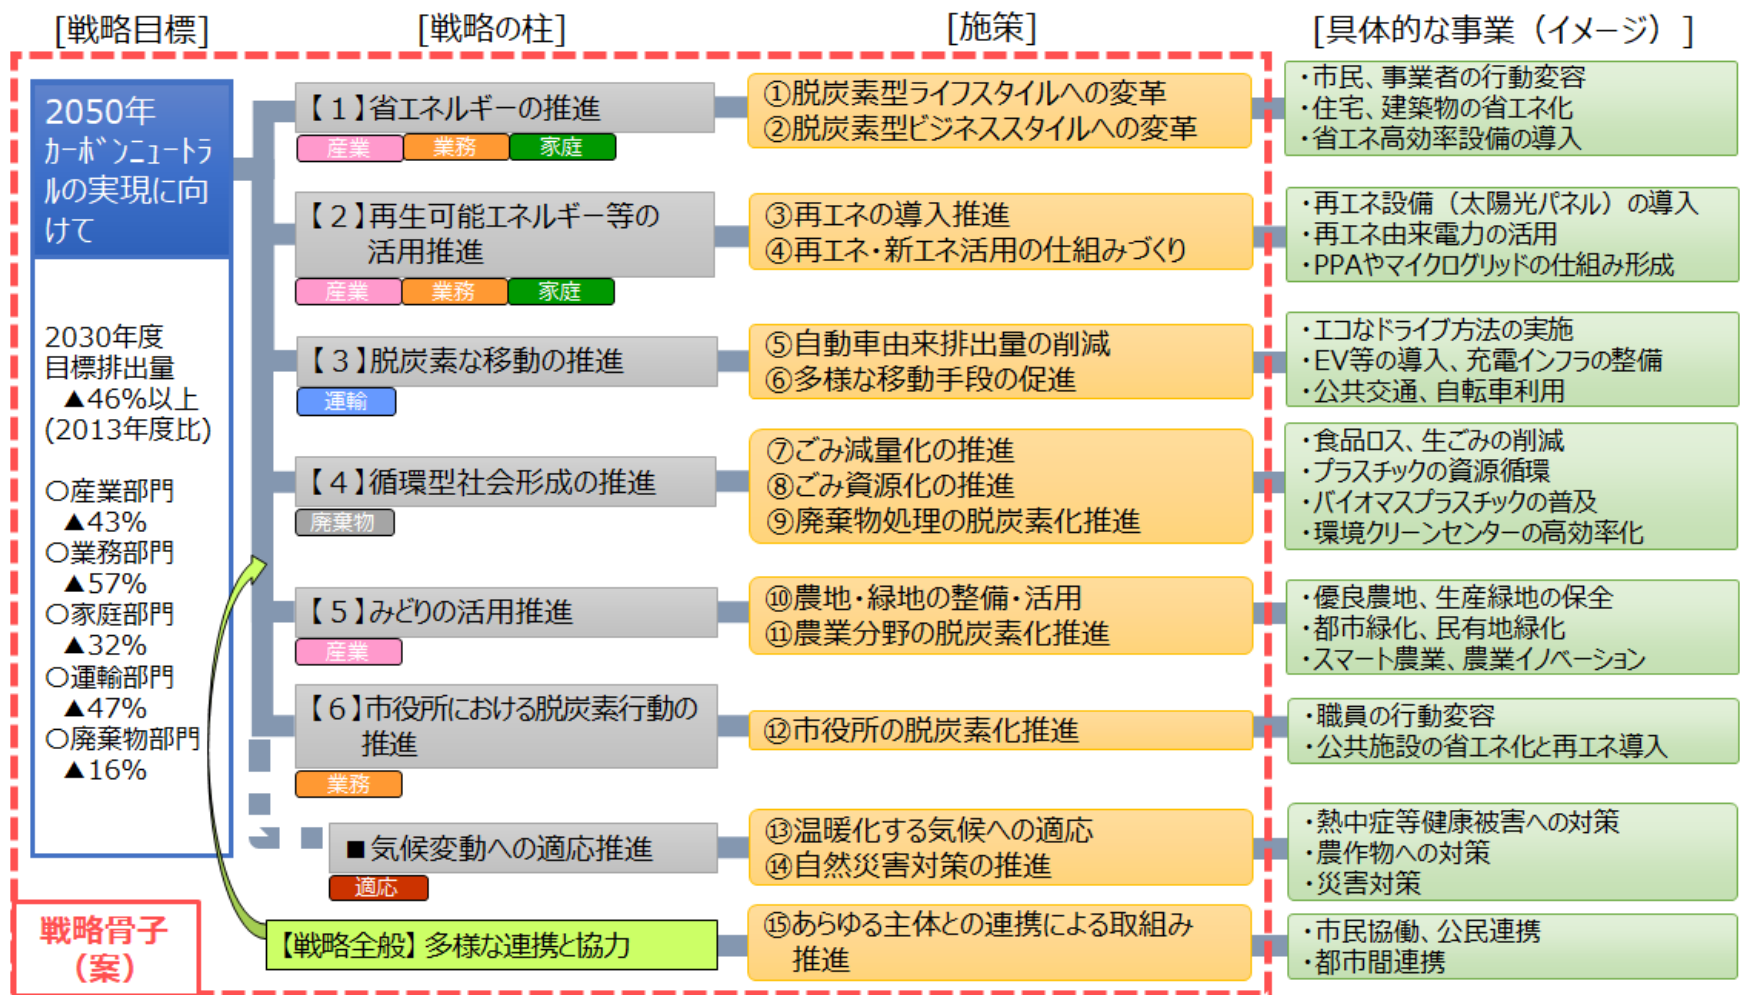 [戦略目標]
[戦略の柱]
[施策]
[具体的な事業（イメージ）]
2050年
カーボンニュートラ
ルの実現に向
けて
2030年度
目標排出量
▲46%以上
(2013年度比)
〇産業部門
▲43%
〇業務部門
▲57%
〇家庭部門
▲32%
〇運輸部門
▲47%
〇廃棄物部門
▲16%
【１】省エネルギーの推進
産業 業務 家庭
①脱炭素型ライフスタイルへの変革
②脱炭素型ビジネススタイルへの変革
・市民、事業者の行動変容
・住宅、建築物の省エネ化
・省エネ高効率設備の導入
【２】再生可能エネルギー等の
活用推進
産業 業務 家庭
③再エネの導入推進
④再エネ・新エネ活用の仕組みづくり
・再エネ設備（太陽光パネル）の導入
・再エネ由来電力の活用
・PPAやマイクログリッドの仕組み形成
【３】脱炭素な移動の推進
運輸
⑤自動車由来排出量の削減
⑥多様な移動手段の促進
・エコなドライブ方法の実施
・EV等の導入、充電インフラの整備
・公共交通、自転車利用
【４】循環型社会形成の推進
廃棄物
⑦ごみ減量化の推進
⑧ごみ資源化の推進
⑨廃棄物処理の脱炭素化推進
・食品ロス、生ごみの削減
・プラスチックの資源循環
・バイオマスプラスチックの普及
・環境クリーンセンターの高効率化
【５】みどりの活用推進
産業
⑩農地・緑地の整備・活用
⑪農業分野の脱炭素化推進
・優良農地、生産緑地の保全
・都市緑化、民有地緑化
・スマート農業、農業イノベーション
【６】市役所における脱炭素行動の
推進
業務
⑫市役所の脱炭素化推進
・職員の行動変容
・公共施設の省エネ化と再エネ導入
■気候変動への適応推進
適応
⑬温暖化する気候への適応
⑭自然災害対策の推進
・熱中症等健康被害への対策
・農作物への対策
・災害対策
戦略骨子
（案）
【戦略全般】多様な連携と協力
⑮あらゆる主体との連携による取組み
推進
・市民協働、公民連携
・都市間連携